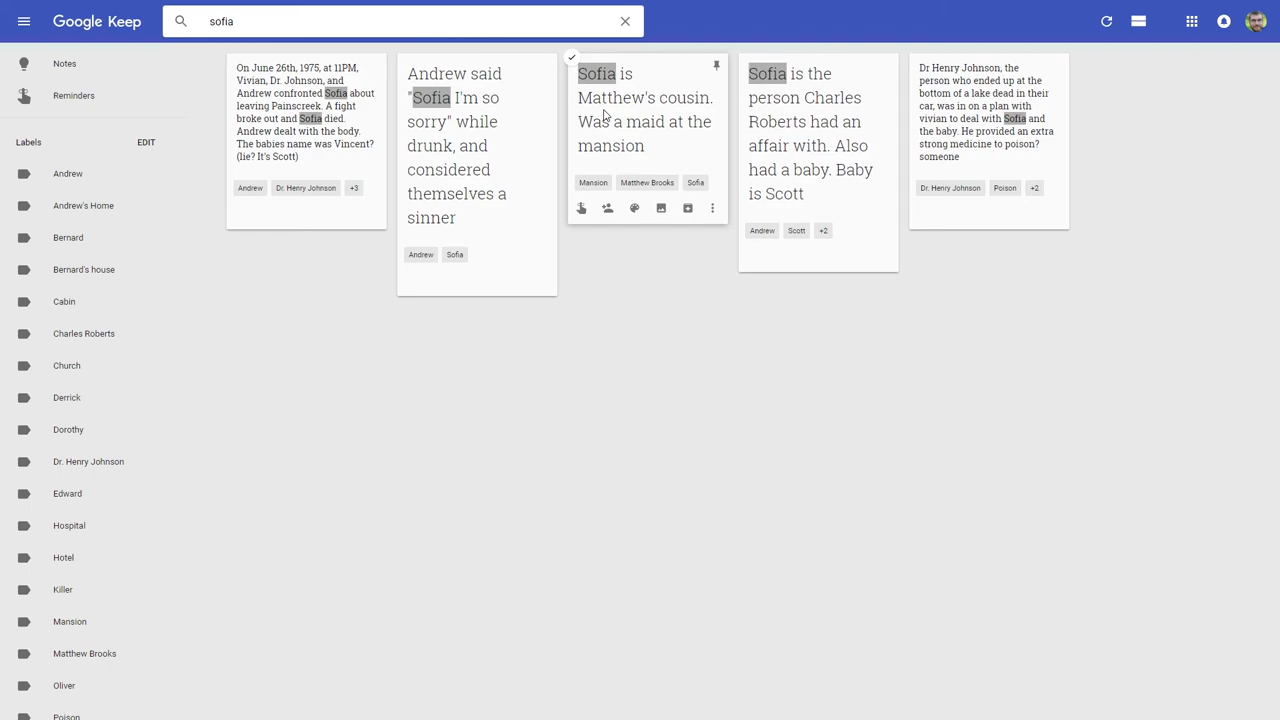 Google Keep
sofia
Notes
Reminders
Labels
EDIT
Andrew
Andrew's Home
Bernard
Bernard's house
Cabin
Charles Roberts
Church
Derrick
Dorothy
Dr. Henry Johnson
Edward
Hospital
Hotel
Killer
Mansion
Matthew Brooks
Oliver
Poison
On June 26th, 1975, at 11PM,
Vivian, Dr. Johnson, and
Andrew confronted Sofia about
leaving Painscreek. A fight
broke out and Sofia died.
Andrew dealt with the body.
The babies name was Vincent?
(lie? It's Scott)
Andrew
Dr. Henry Johnson
+3
Andrew said
"Sofia I'm so
sorry" while
drunk, and
considered
themselves a
sinner
Andrew
Sofia
Sofia is
Matthew's cousin.
Was a maid at the
mansion
Mansion
Matthew Brooks
Sofia
Sofia is the
person Charles
Roberts had an
affair with. Also
had a baby. Baby
is Scott
Andrew
Scott
+2
Dr Henry Johnson, the
person who ended up at the
bottom of a lake dead in their
car, was in on a plan with
vivian to deal with Sofia and
the baby. He provided an extra
strong medicine to poison?
someone
Dr. Henry Johnson
Poison
+2